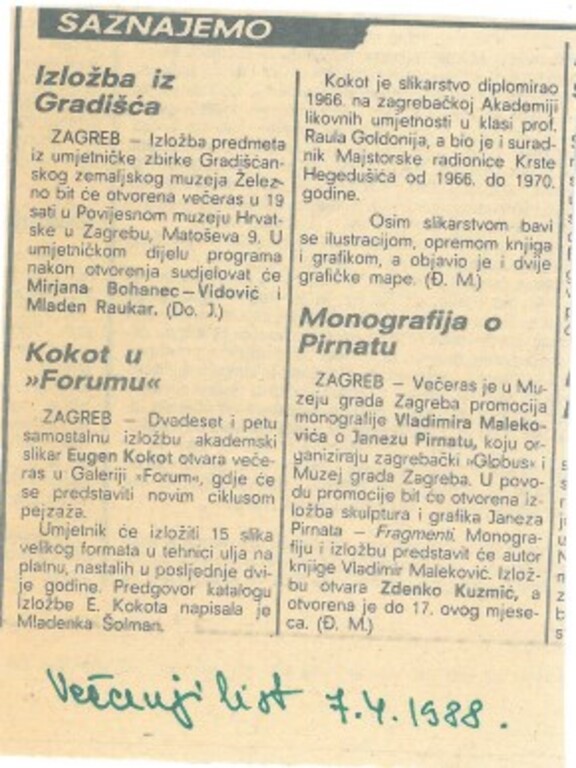 SAZNAJEMO
Izložba iz
Gradišća
ZAGREB — Izložba predmeta
iz umjetničke zbirke Gradišćan-
skog zemaljskog muzeja Želez-
no bit će otvorena večeras u 19
sati u Povijesnom muzeju Hrvat-
ske u Zagrebu, Matoševa 9. U
umjetničkom dijelu programa
nakon otvorenja sudjelovat će
Mirjana Bohanec—Vidović i
Mladen Raukar. (Do. J.)
Kokot u
»Forumu«
ZAGREB — Dvadeset i petu
samostalnu izložbu akademski
slikar Eugen Kokot otvara veče-
ras u Galeriji »Forum«, gdje će
se predstaviti novim ciklusom
pejzaža.
Umjetnik će izložiti 15 slika
velikog formata u tehnici ulja na
platnu, nastalih u posljednje dvi-
je godine. Predgovor katalogu
izložbe E. Kokota napisala je
Mladenka Šolman.
Kokot je slikarstvo diplomirao
1966. na zagrebačkoj Akademiji
likovnih umjetnosti u klasi prof.
Raula Goldonija, a bio je i surad-
nik Majstorske radionice Krste
Hegedušića od 1966. do 1970.
godine.
Osim slikarstvom bavi
se ilustracijom, opremom knjiga
i grafikom, a objavio je i dvije
grafičke mape. (Đ. M.)
Monografija o
Pirnatu
ZAGREB — Večeras je u Mu-
zeju grada Zagreba promocija
monografije Vladimira Maleko-
vića o Janezu Pirnatu, koju or-
ganiziraju zagrebački »Globus« i
Muzej grada Zagreba. U povo-
du promocije bit će otvorena iz-
ložba skulptura i grafika Janeza
Pirnata — Fragmenti. Monogra-
fiju i izložbu predstavit će autor
knjige Vladimir Maleković. Izlož-
bu otvara Zdenko Kuzmić, a
otvorena je do 17. ovog mjese-
ca. (Đ. M.)
Večernji list 7.4.1988.